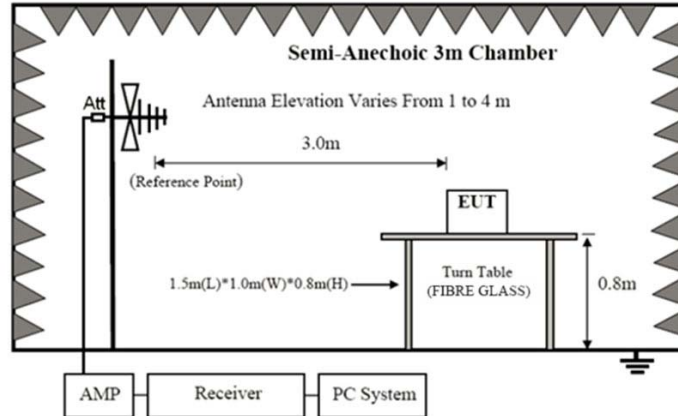 Semi-Anechoic 3m Chamber
Att
Antenna Elevation Varies From 1 to 4 m
3.0m
(Reference Point)
EUT
1.5m(L)*1.0m(W)*0.8m(H)
Turn Table
(FIBRE GLASS)
0.8m
AMP
Receiver
PC System